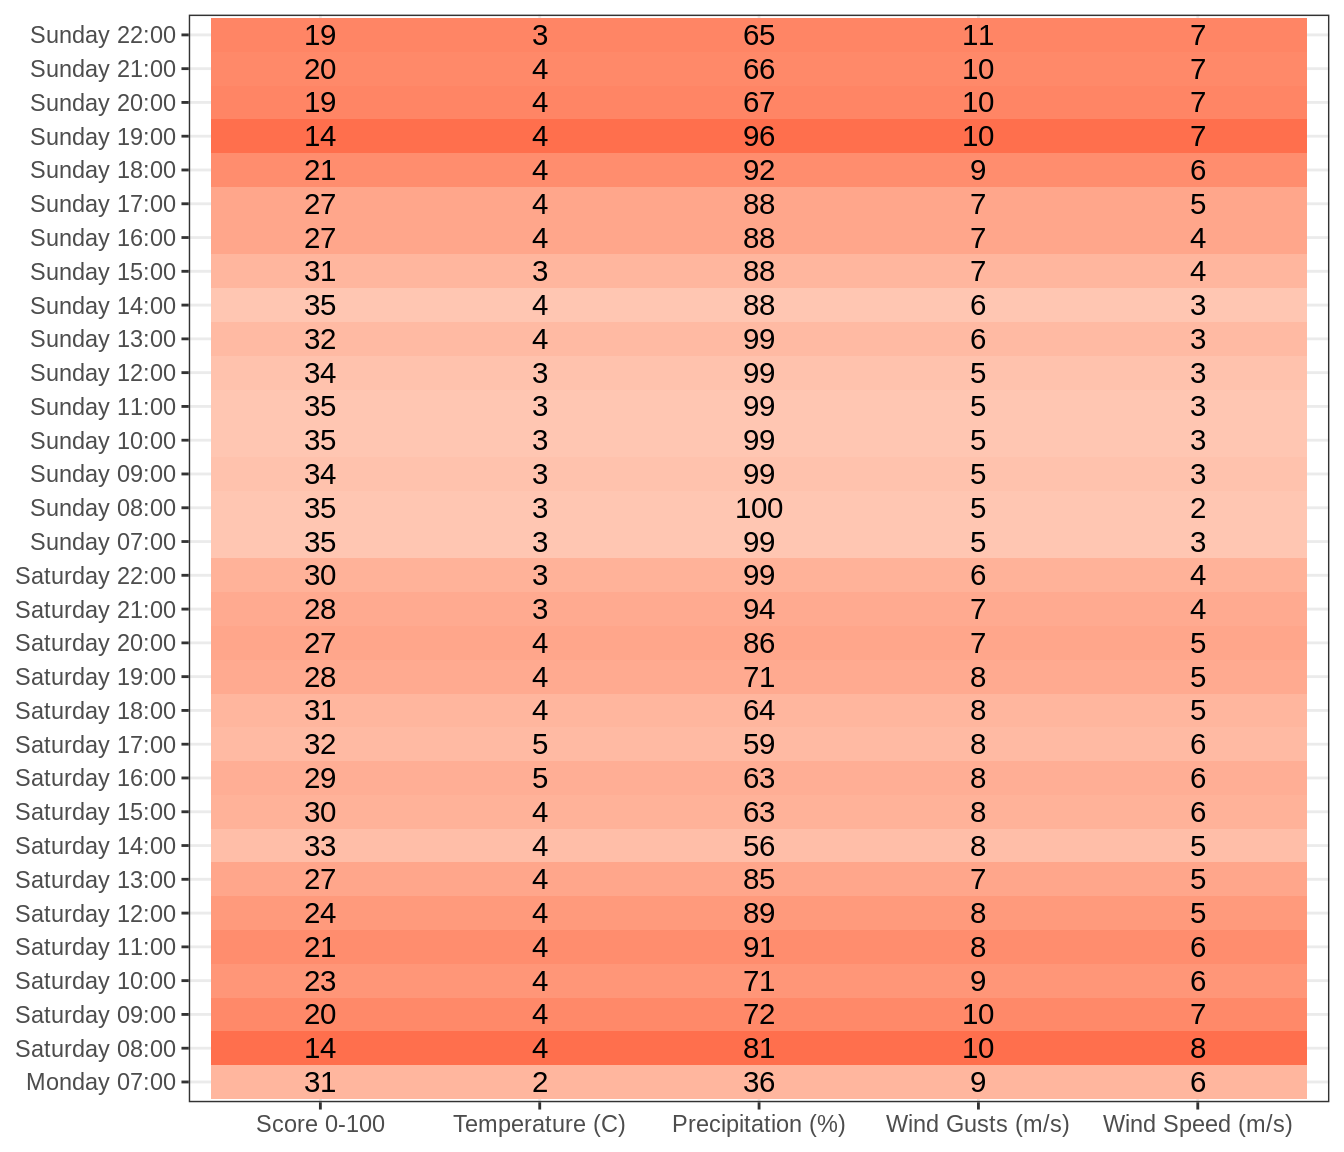 Sunday 22:00 19 3 65 11 7
Sunday 21:00 20 4 66 10 7
Sunday 20:00 19 4 67 10 7
Sunday 19:00 14 4 96 10 7
Sunday 18:00 21 4 92 9 6
Sunday 17:00 27 4 88 7 5
Sunday 16:00 27 4 88 7 4
Sunday 15:00 31 3 88 7 4
Sunday 14:00 35 4 88 6 3
Sunday 13:00 32 4 99 6 3
Sunday 12:00 34 3 99 5 3
Sunday 11:00 35 3 99 5 3
Sunday 10:00 35 3 99 5 3
Sunday 09:00 34 3 99 5 3
Sunday 08:00 35 3 100 5 2
Sunday 07:00 35 3 99 5 3
Saturday 22:00 30 3 99 6 4
Saturday 21:00 28 3 94 7 4
Saturday 20:00 27 4 86 7 5
Saturday 19:00 28 4 71 8 5
Saturday 18:00 31 4 64 8 5
Saturday 17:00 32 5 59 8 6
Saturday 16:00 29 5 63 8 6
Saturday 15:00 30 4 63 8 6
Saturday 14:00 33 4 56 8 5
Saturday 13:00 27 4 85 7 5
Saturday 12:00 24 4 89 8 5
Saturday 11:00 21 4 91 8 6
Saturday 10:00 23 4 71 9 6
Saturday 09:00 20 4 72 10 7
Saturday 08:00 14 4 81 10 8
Monday 07:00 31 2 36 9 6
Score 0-100 Temperature (C) Precipitation (%) Wind Gusts (m/s) Wind Speed (m/s)